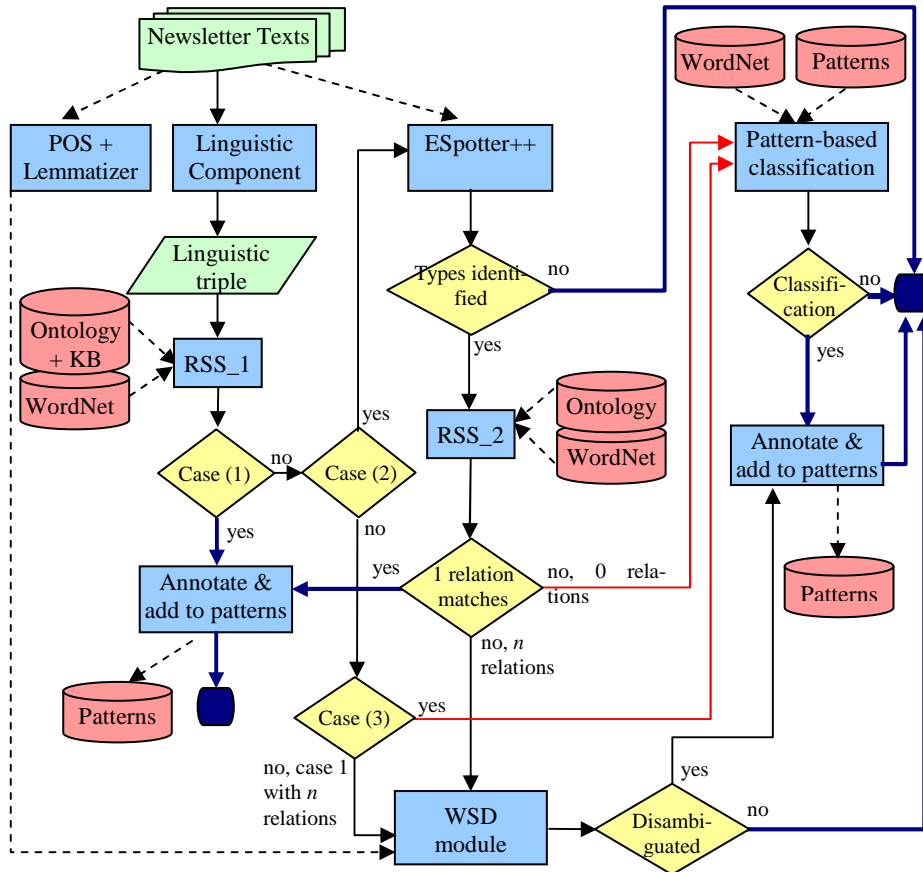 Newsletter Texts
WordNet
Patterns
POS +
Lemmatizer
Linguistic
Component
ESpotter++
Pattern-based
classification
Linguistic
triple
Types identi-
fied
no
Classifi-
cation
no
yes
yes
Ontology
+ KB
WordNet
RSS_1
RSS_2
Ontology
WordNet
yes
Annotate &
add to patterns
Case (1)
no
Case (2)
yes
no
Annotate &
add to patterns
yes
1 relation
matches
no, 0 rela-
tions
Patterns
no, n
relations
Patterns
Case (3)
yes
no, case 1
with n
relations
yes
WSD
module
Disambi-
guated
no